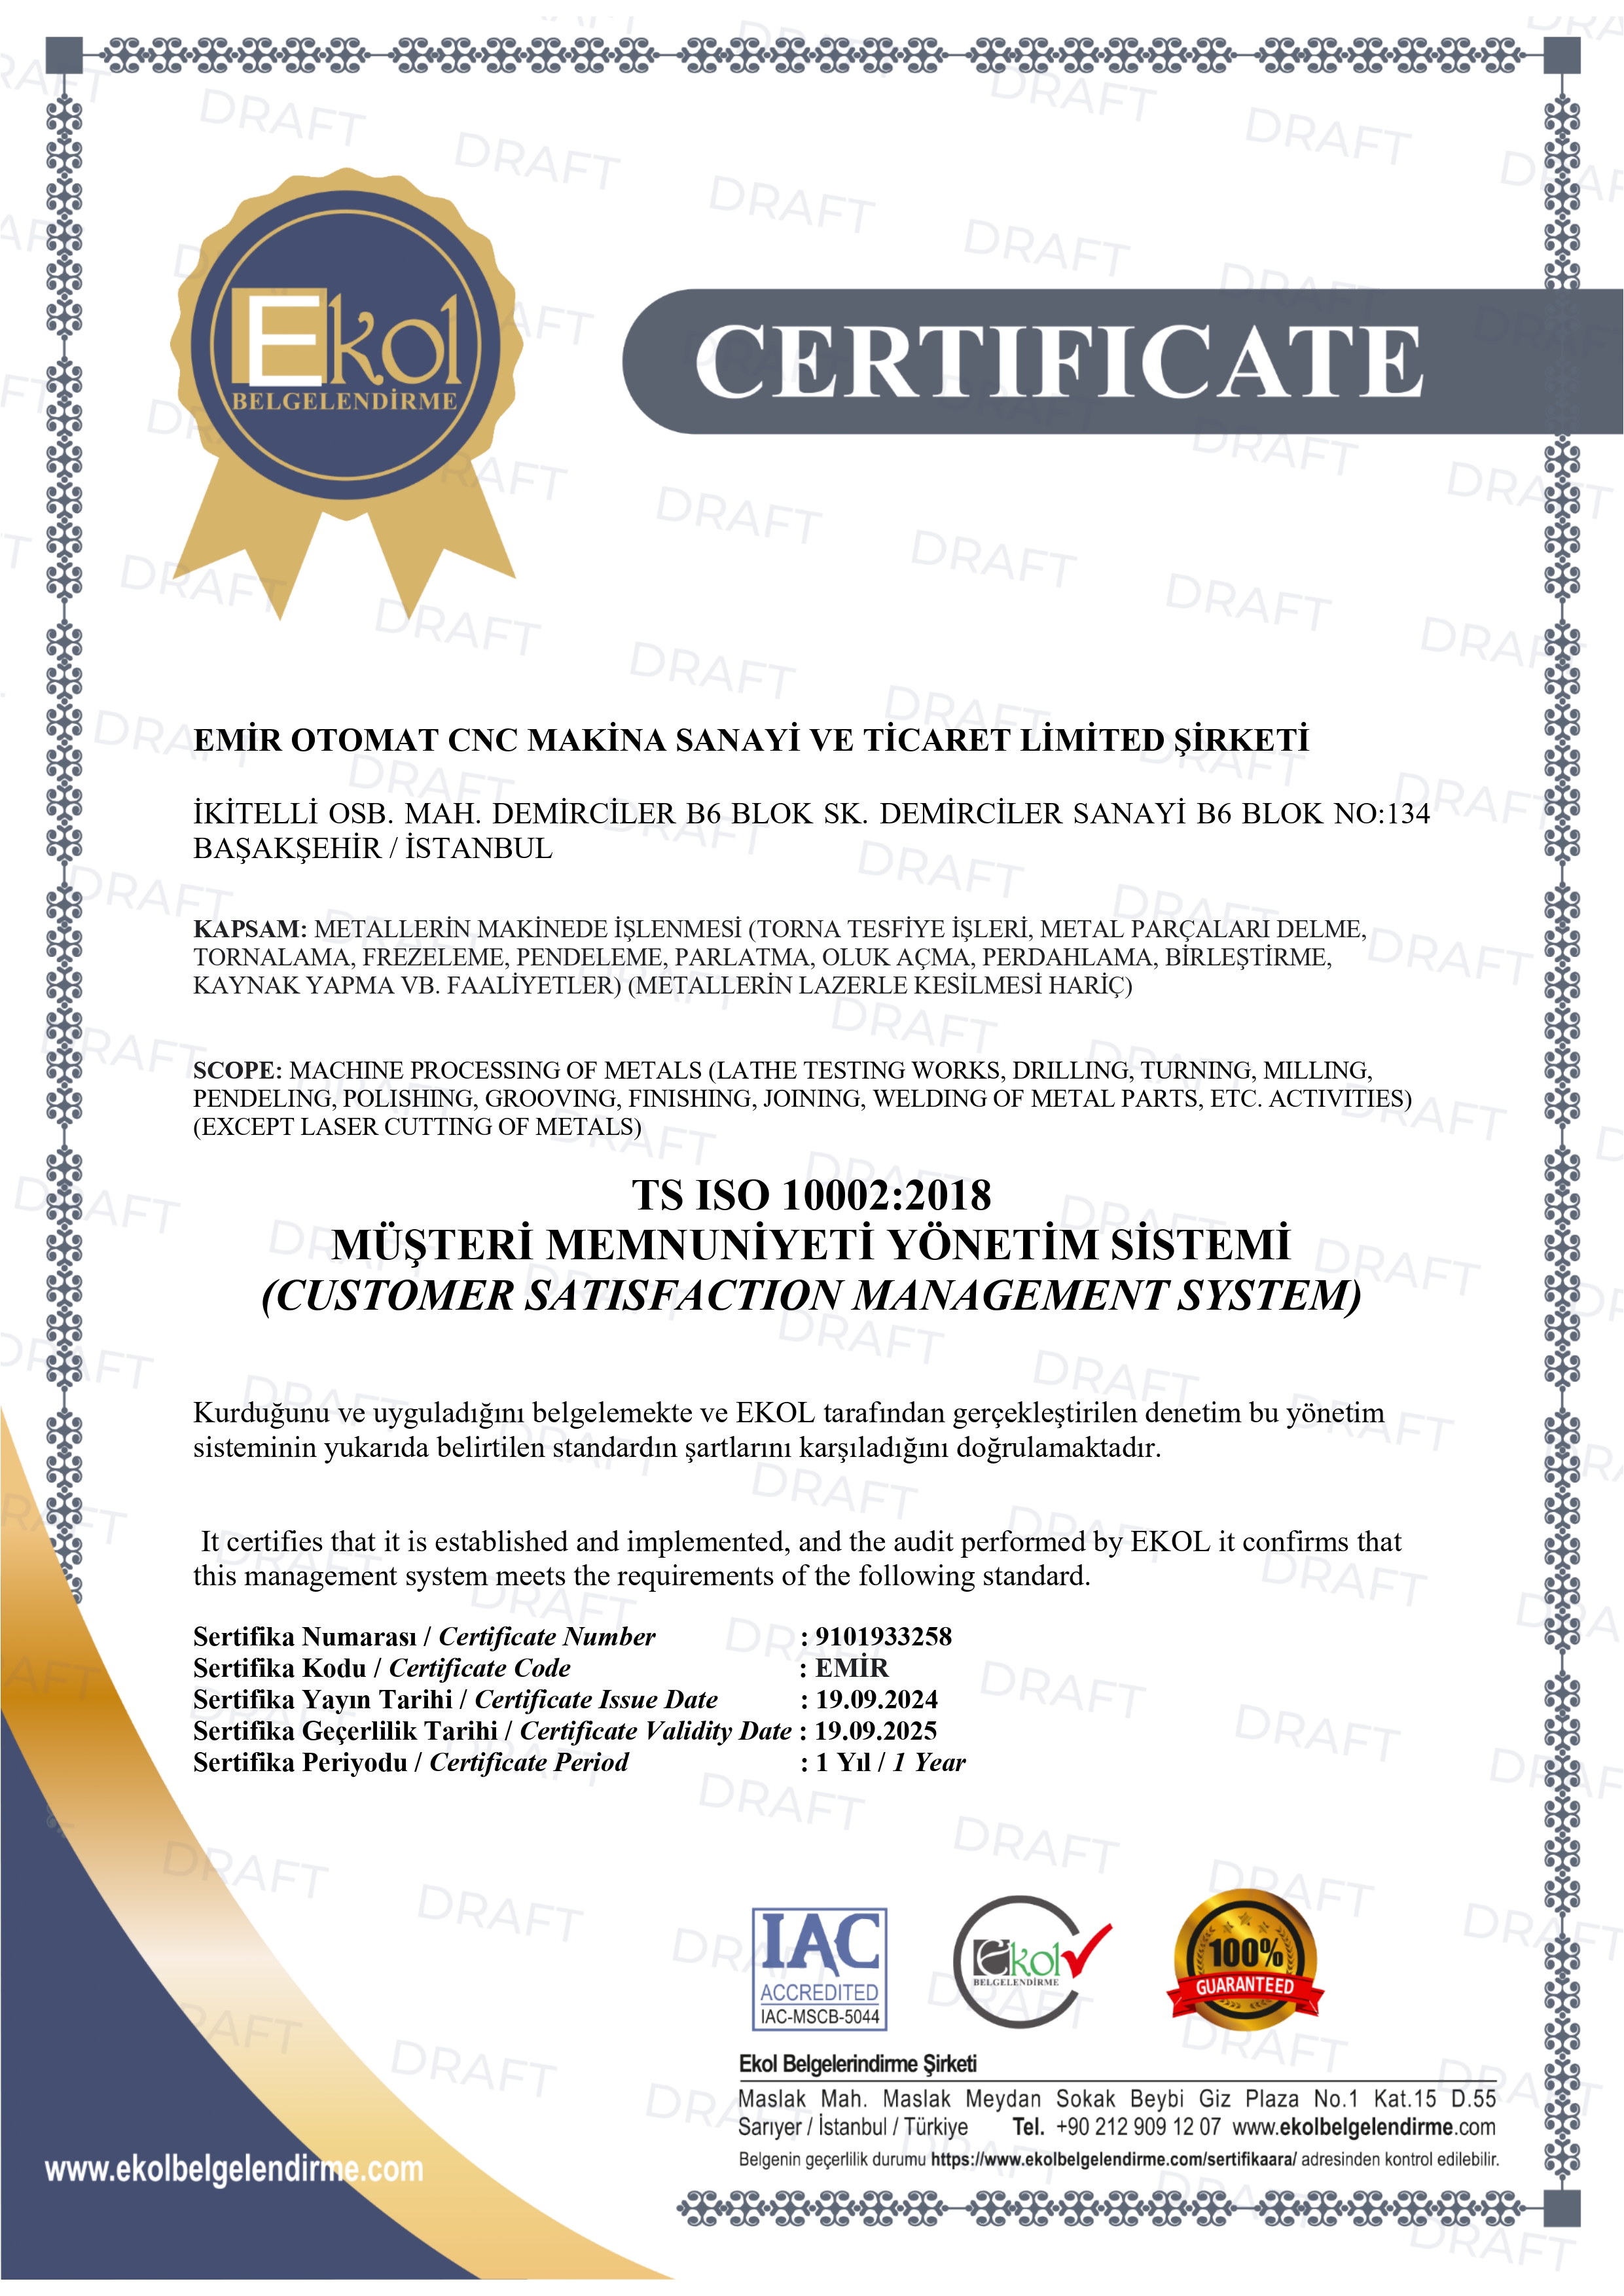 Ekol
BELGELENDİRME
CERTIFICATE
EMİR OTOMAT CNC MAKİNA SANAYİ VE TİCARET LİMİTED ŞİRKETİ
İKİTELLİ OSB. MAH. DEMİRCİLER B6 BLOK SK. DEMİRCİLER SANAYİ B6 BLOK NO:134
BAŞAKŞEHİR / İSTANBUL
KAPSAM: METALLERİN MAKİNEDE İŞLENMESİ (TORNA TESFİYE İŞLERİ, METAL PARÇALARI DELME,
TORNALAMA, FREZELEME, PENDELEME, PARLATMA, OLUK AÇMA, PERDAHLAMA, BİRLEŞTİRME,
KAYNAK YAPMA VB. FAALİYETLER) (METALLERİN LAZERLE KESİLMESİ HARİÇ)
SCOPE: MACHINE PROCESSING OF METALS (LATHE TESTING WORKS, DRILLING, TURNING, MILLING,
PENDELING, POLISHING, GROOVING, FINISHING, JOINING, WELDING OF METAL PARTS, ETC. ACTIVITIES)
(EXCEPT LASER CUTTING OF METALS)
TS ISO 10002:2018
MÜŞTERİ MEMNUNİYETİ YÖNETİM SİSTEMİ
(CUSTOMER SATISFACTION MANAGEMENT SYSTEM)
Kurduğunu ve uyguladığını belgelemekte ve EKOL tarafından gerçekleştirilen denetim bu yönetim
sisteminin yukarıda belirtilen standardın şartlarını karşıladığını doğrulamaktadır.
It certifies that it is established and implemented, and the audit performed by EKOL it confirms that
this management system meets the requirements of the following standard.
Sertifika Numarası / Certificate Number : 9101933258
Sertifika Kodu / Certificate Code : EMİR
Sertifika Yayın Tarihi / Certificate Issue Date : 19.09.2024
Sertifika Geçerlilik Tarihi / Certificate Validity Date : 19.09.2025
Sertifika Periyodu / Certificate Period : 1 Yıl / 1 Year
IAC
ACCREDITED
IAC-MSCB-5044
Ekol
BELGELENDİRME
100%
GUARANTEED
Ekol Belgelerindirme Şirketi
Maslak Mah. Maslak Meydan Sokak Beybi Giz Plaza No.1 Kat.15 D.55
Sarıyer / İstanbul / Türkiye Tel. +90 212 909 12 07 www.ekolbelgelendirme.com
Belgenin geçerlilik durumu https://www.ekolbelgelendirme.com/sertifikaara/ adresinden kontrol edilebilir.
www.ekolbelgelendirme.com
DRAFT